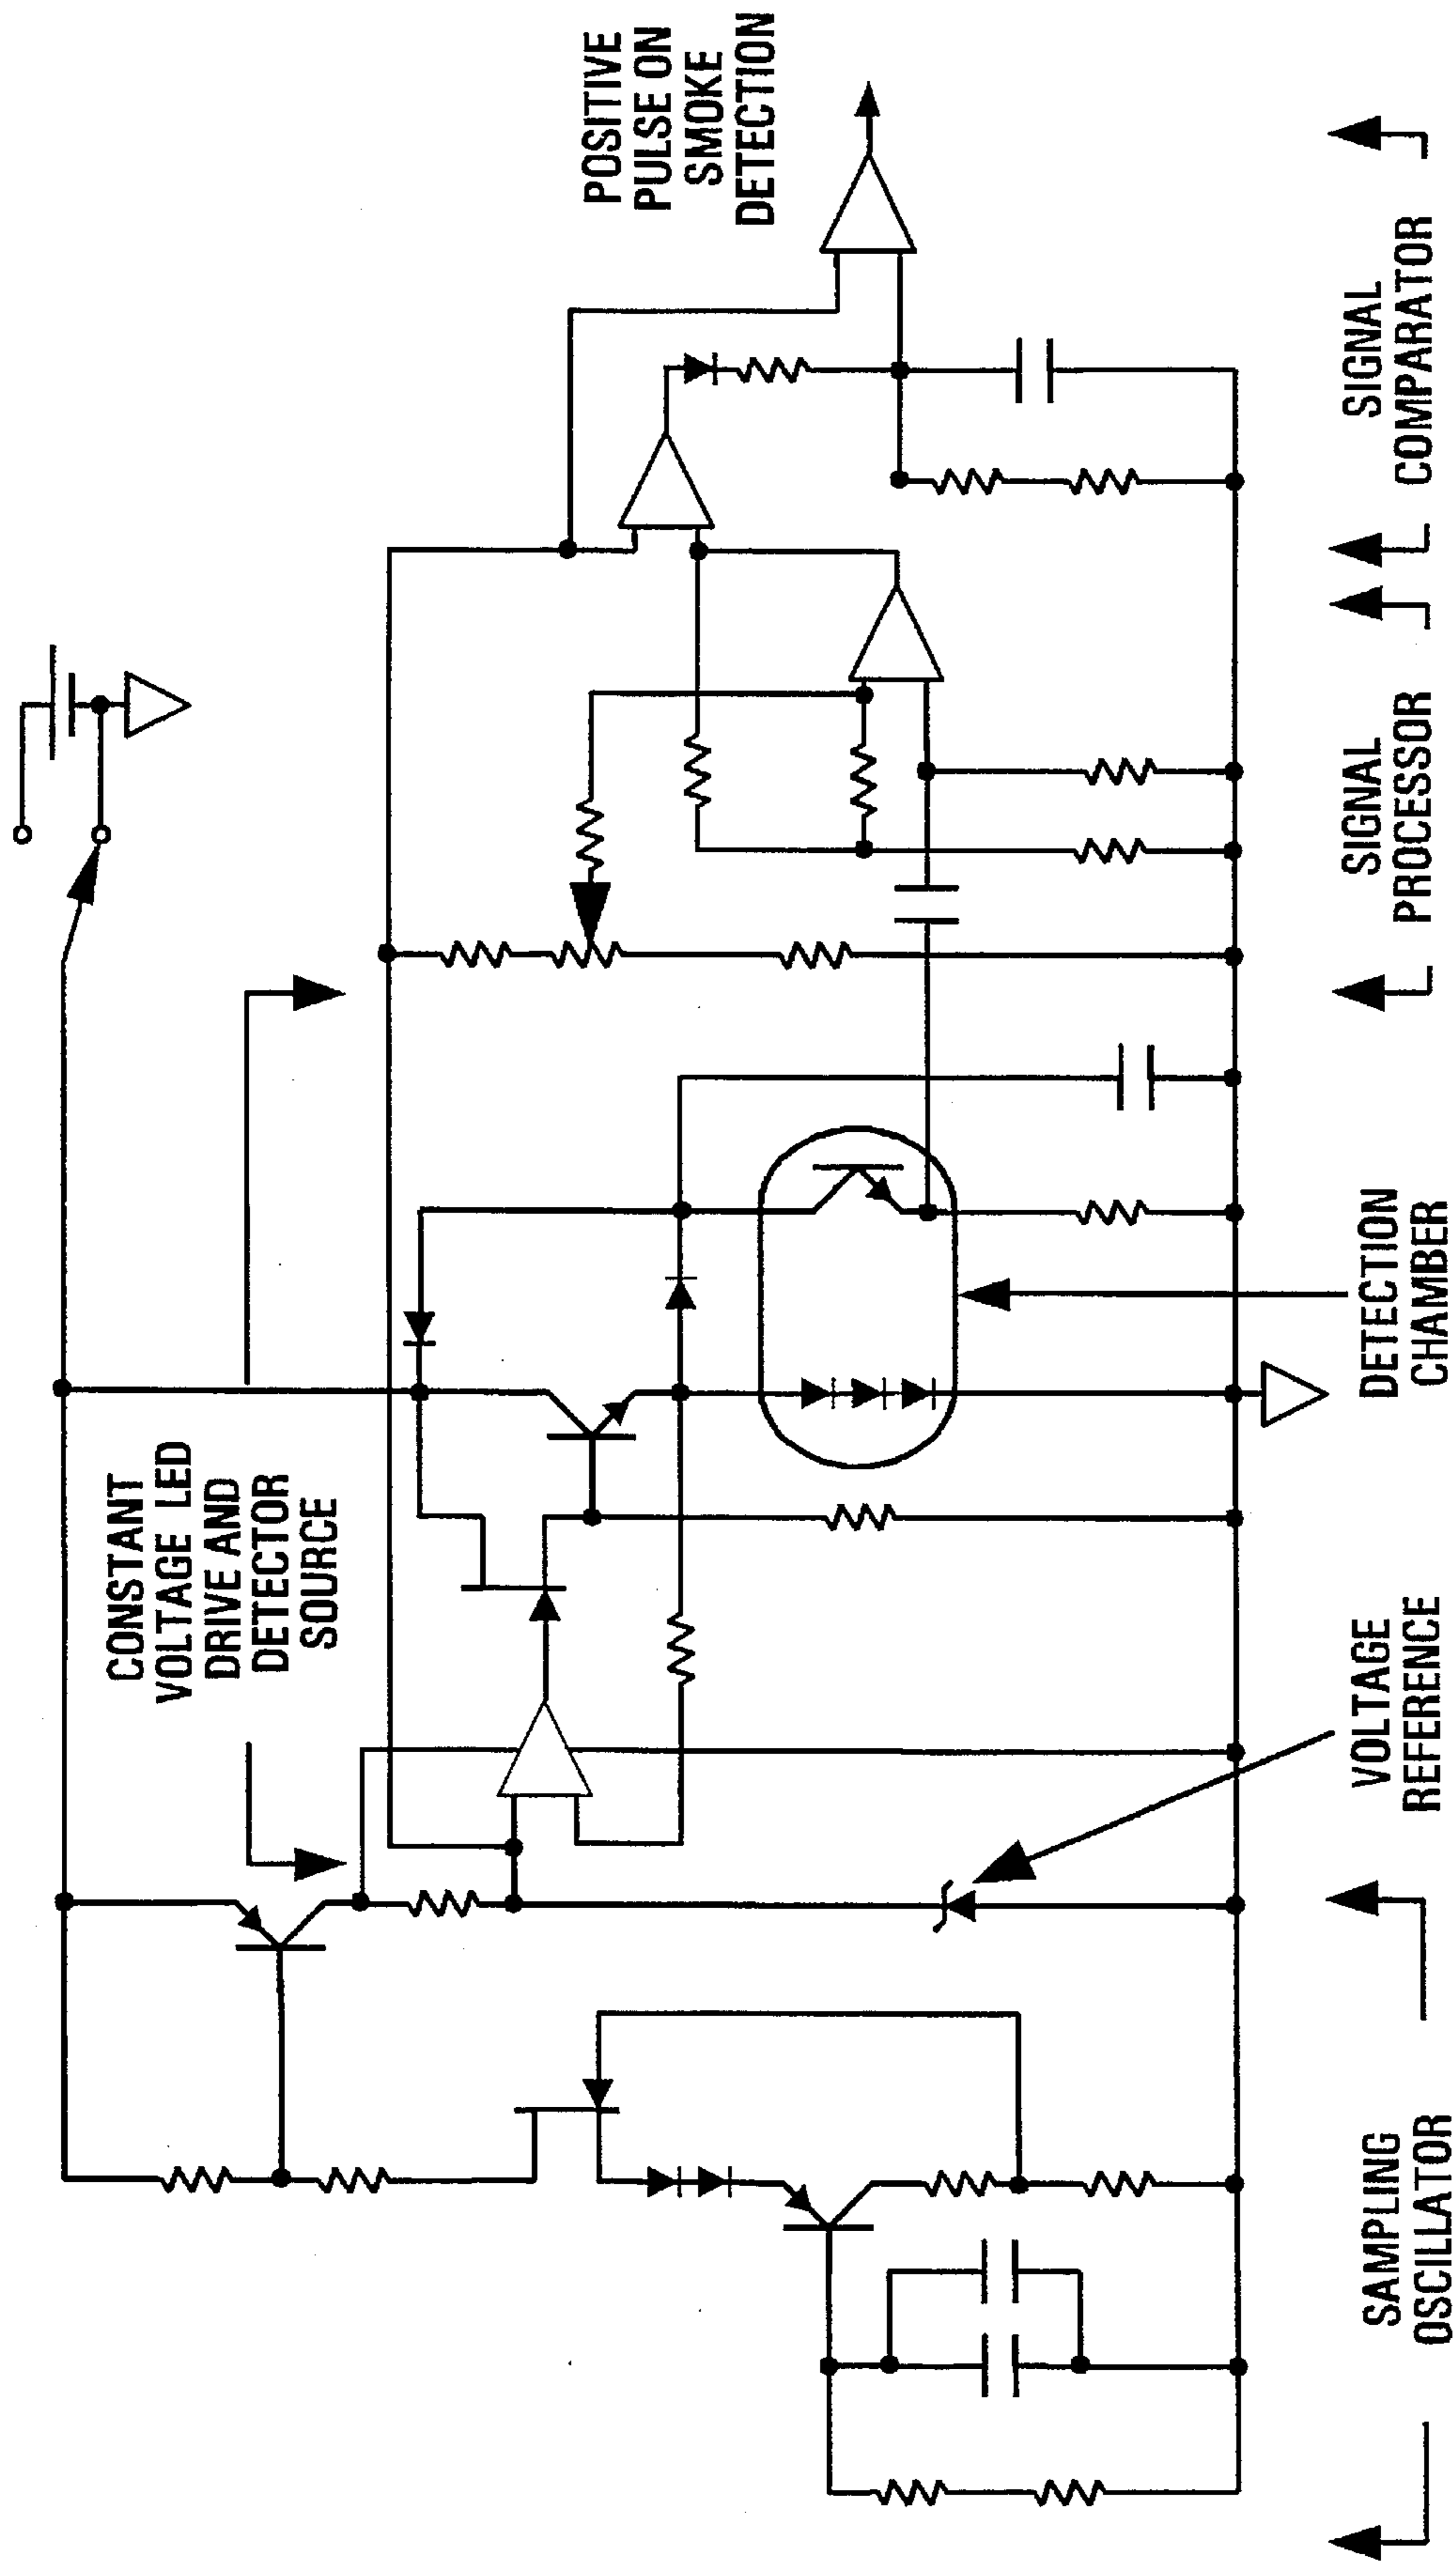 POSITIVE
PULSE ON
SMOKE
DETECTION
CONSTANT
VOLTAGE LED
DRIVE AND
DETECTOR
SOURCE
SAMPLING
OSCILLATOR
VOLTAGE
REFERENCE
DETECTION
CHAMBER
SIGNAL
PROCESSOR
SIGNAL
COMPARATOR